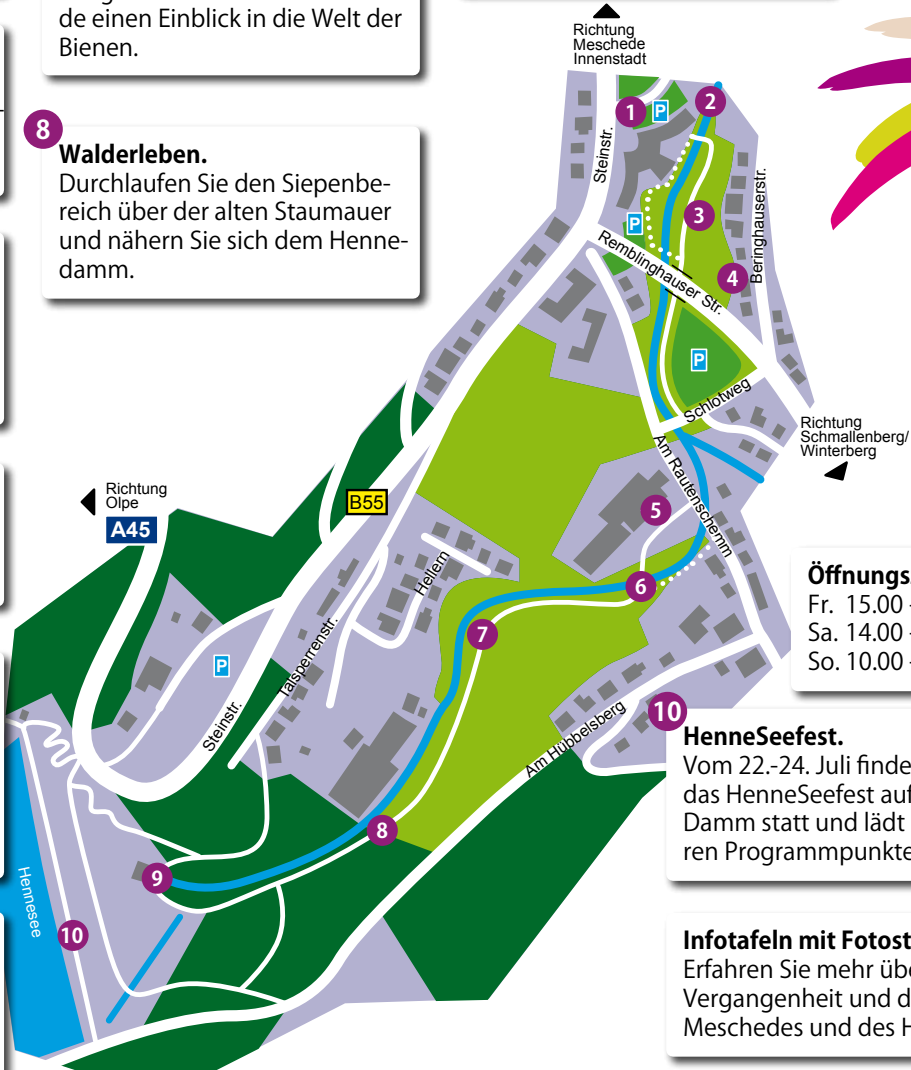 de einen Einblick in die Welt der
Bienen.
8
Walderleben.
Durchlaufen Sie den Siepenbe-
reich über der alten Staumauer
und nähern Sie sich dem Henne-
damm.
Richtung
Meschede
Innenstadt
1
P
2
Steinstr.
3
P
Beringhauserstr.
Remblinghauser Str.
4
P
Schlotweg
Richtung
Schmallenberg/
Winterberg
Am Rautenschemm
Richtung
Olpe
A45
B55
5
Hellern
6
7
Talsperrenstr.
P
Steinstr.
Am Hübbelsberg
8
9
Hennesee
10
Öffnungs
Fr. 15.00
Sa. 14.00
So. 10.00
10
HenneSeefest.
Vom 22.-24. Juli finde
das HenneSeefest auf
Damm statt und lädt
ren Programmpunkte
Infotafeln mit Fotost
Erfahren Sie mehr übe
Vergangenheit und d
Meschedes und des H